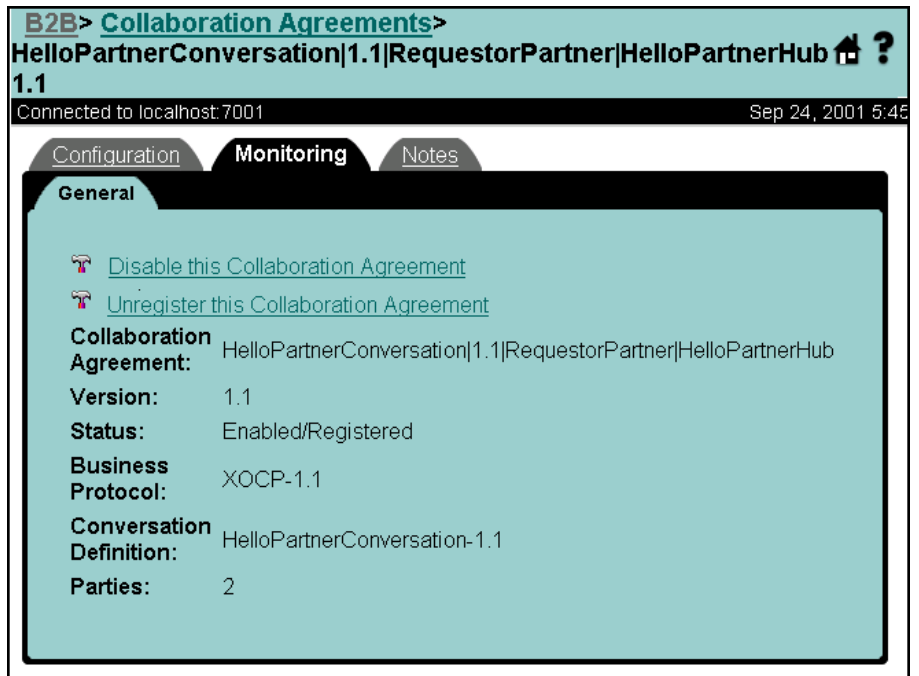 B2B> Collaboration Agreements>
HelloPartnerConversation|1.1|RequestorPartner|HelloPartnerHub ?
1.1
Connected to localhost:7001 Sep 24, 2001 5:45
Configuration Monitoring Notes
General
Disable this Collaboration Agreement
Unregister this Collaboration Agreement
Collaboration
Agreement: HelloPartnerConversation|1.1|RequestorPartner|HelloPartnerHub
Version: 1.1
Status: Enabled/Registered
Business
Protocol: XOCP-1.1
Conversation
Definition: HelloPartnerConversation-1.1
Parties: 2